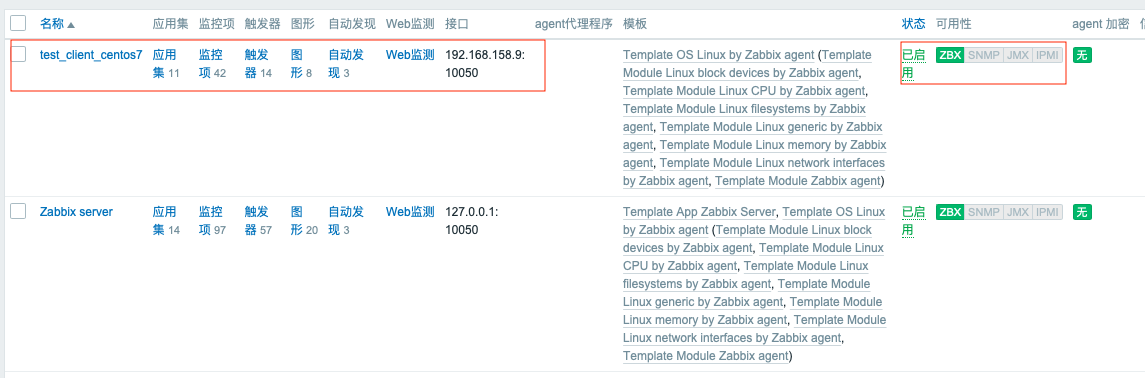 名称 应用集 监控项 触发器 图形 自动发现 Web监测 接口 agent代理程序 模板 状态 可用性 agent 加密
test_client_centos7 应用 监控 触发 图 自动发 Web监测 192.168.158.9: Template OS Linux by Zabbix agent (Template 已启 ZBX SNMP JMX IPMI 无
集 11 项 42 器 14 形 8 现 3 10050 Module Linux block devices by Zabbix agent, 用
Template Module Linux CPU by Zabbix agent,
Template Module Linux filesystems by Zabbix
agent, Template Module Linux generic by Zabbix
agent, Template Module Linux memory by Zabbix
agent, Template Module Linux network interfaces
by Zabbix agent, Template Module Zabbix agent)
Zabbix server 应用 监控 触发 图 自动发 Web监测 127.0.0.1: Template App Zabbix Server, Template OS Linux 已启 ZBX SNMP JMX IPMI 无
集 14 项 97 器 57 形 20 现 3 10050 by Zabbix agent (Template Module Linux block 用
devices by Zabbix agent, Template Module Linux
CPU by Zabbix agent, Template Module Linux
filesystems by Zabbix agent, Template Module
Linux generic by Zabbix agent, Template Module
Linux memory by Zabbix agent, Template Module
Linux network interfaces by Zabbix agent,
Template Module Zabbix agent)